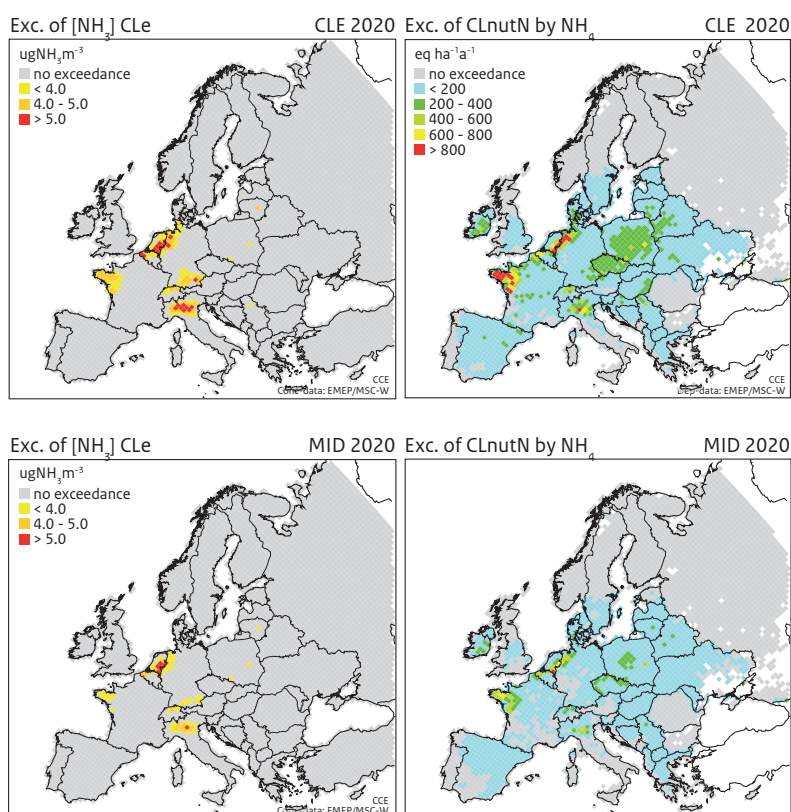 Exc. of [NH₃] CLe CLE 2020
ugNH₃m⁻³
no exceedance
< 4.0
4.0 - 5.0
> 5.0
CCE
Conc-data: EMEP/MSC-W
Exc. of CLnutN by NH₄ CLE 2020
eq ha⁻¹a⁻¹
no exceedance
< 200
200 - 400
400 - 600
600 - 800
> 800
CCE
Dep-data: EMEP/MSC-W
Exc. of [NH₃] CLe MID 2020
ugNH₃m⁻³
no exceedance
< 4.0
4.0 - 5.0
> 5.0
CCE
Conc-data: EMEP/MSC-W
Exc. of CLnutN by NH₄ MID 2020